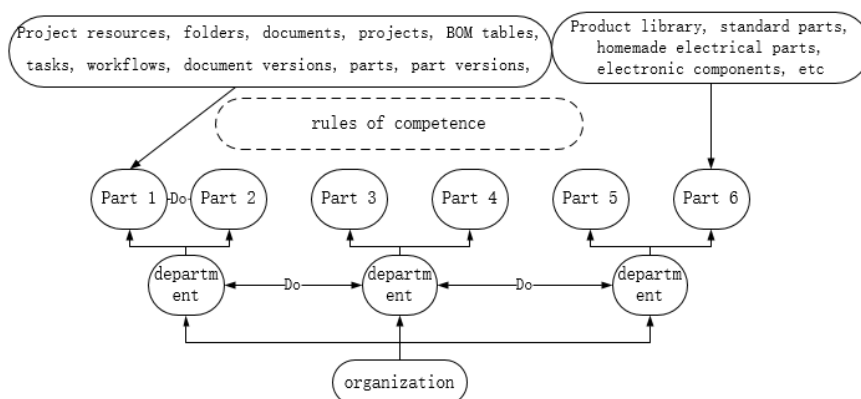 Project resources, folders, documents, projects, BOM tables,
tasks, workflows, document versions, parts, part versions,
Product library, standard parts,
homemade electrical parts,
electronic components, etc
rules of competence
Part 1
Do
Part 2
Part 3
Part 4
Part 5
Part 6
departm
ent
Do
departm
ent
Do
departm
ent
organization